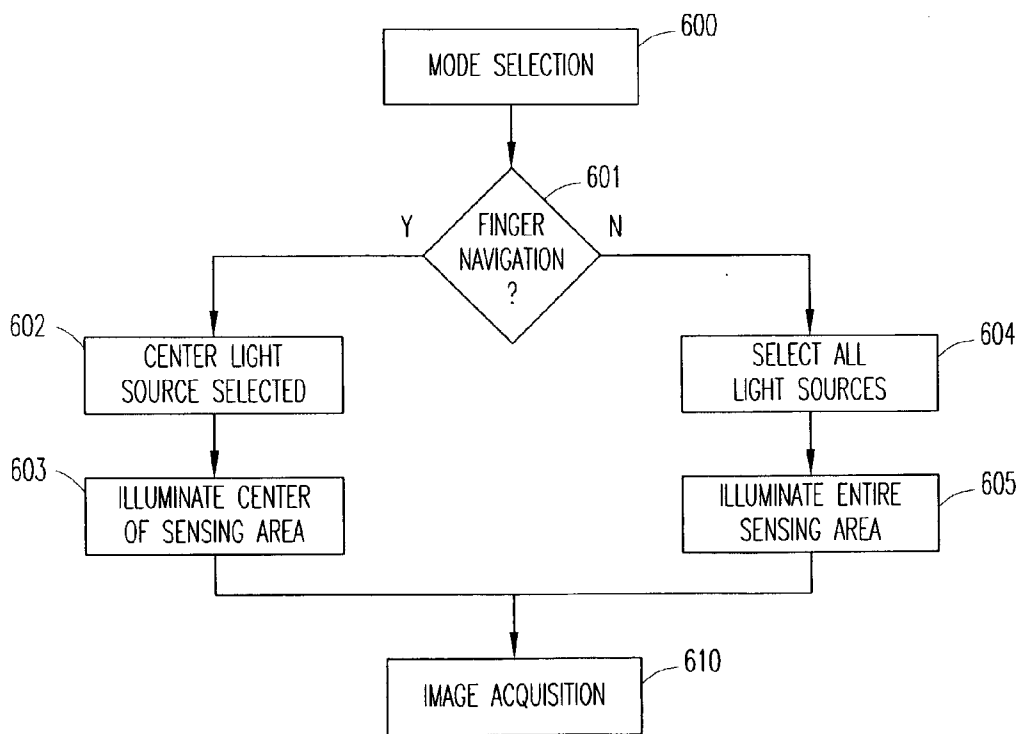 600
MODE SELECTION
601
FINGER
NAVIGATION
?
Y
N
602
CENTER LIGHT
SOURCE SELECTED
604
SELECT ALL
LIGHT SOURCES
603
ILLUMINATE CENTER
OF SENSING AREA
605
ILLUMINATE ENTIRE
SENSING AREA
610
IMAGE ACQUISITION